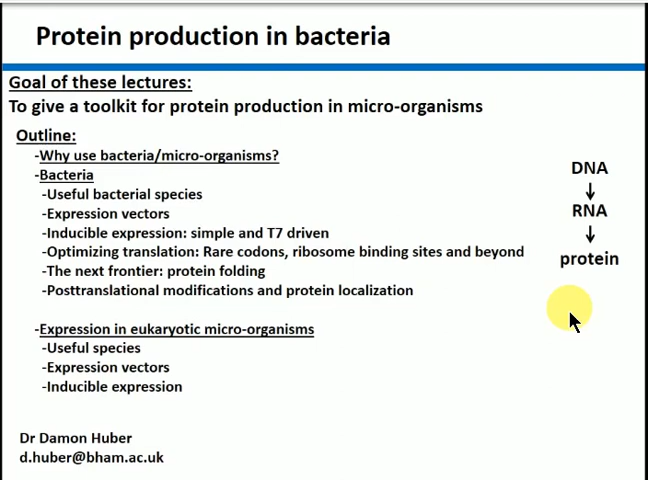 Protein production in bacteria
Goal of these lectures:
To give a toolkit for protein production in micro-organisms
Outline:
-Why use bacteria/micro-organisms?
-Bacteria
-Useful bacterial species
-Expression vectors
-Inducible expression: simple and T7 driven
-Optimizing translation: Rare codons, ribosome binding sites and beyond
-The next frontier: protein folding
-Posttranslational modifications and protein localization
-Expression in eukaryotic micro-organisms
-Useful species
-Expression vectors
-Inducible expression
DNA
↓
RNA
↓
protein
Dr Damon Huber
d.huber@bham.ac.uk